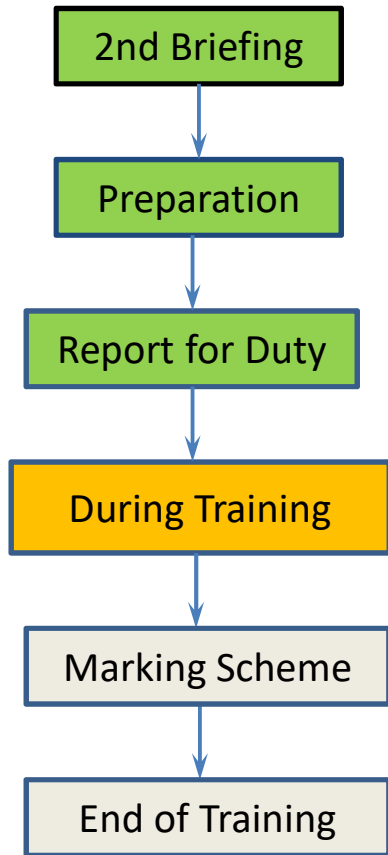 2nd Briefing
Preparation
Report for Duty
During Training
Marking Scheme
End of Training